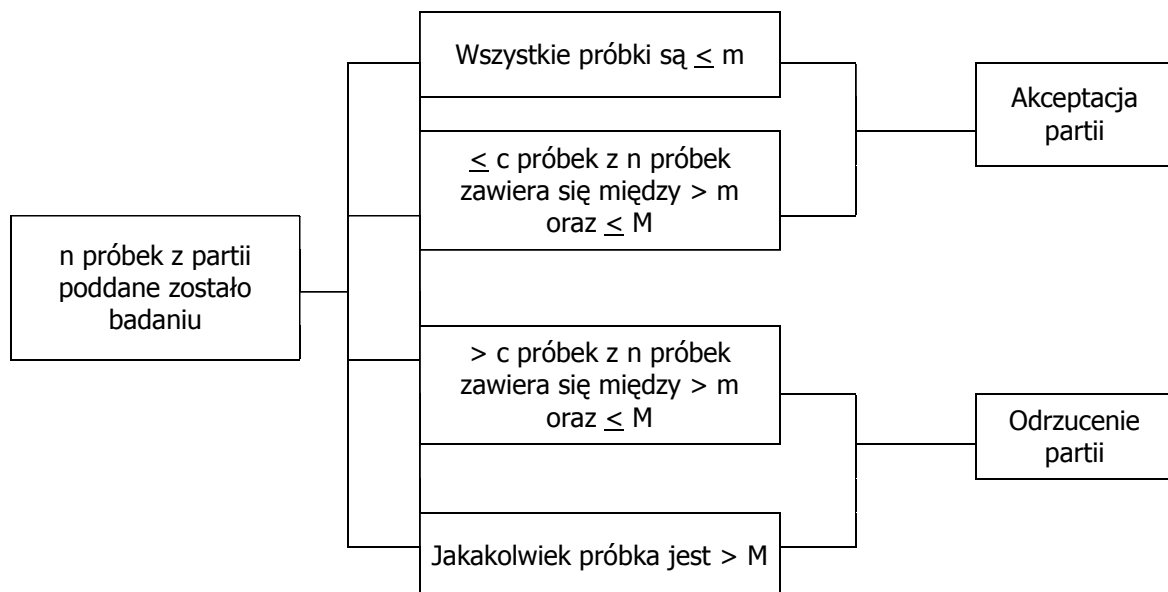 Wszystkie próbki są ≤ m
Akceptacja
partii
≤ c próbek z n próbek
zawiera się między > m
oraz ≤ M
n próbek z partii
poddane zostało
badaniu
> c próbek z n próbek
zawiera się między > m
oraz ≤ M
Odrzucenie
partii
Jakakolwiek próbka jest > M